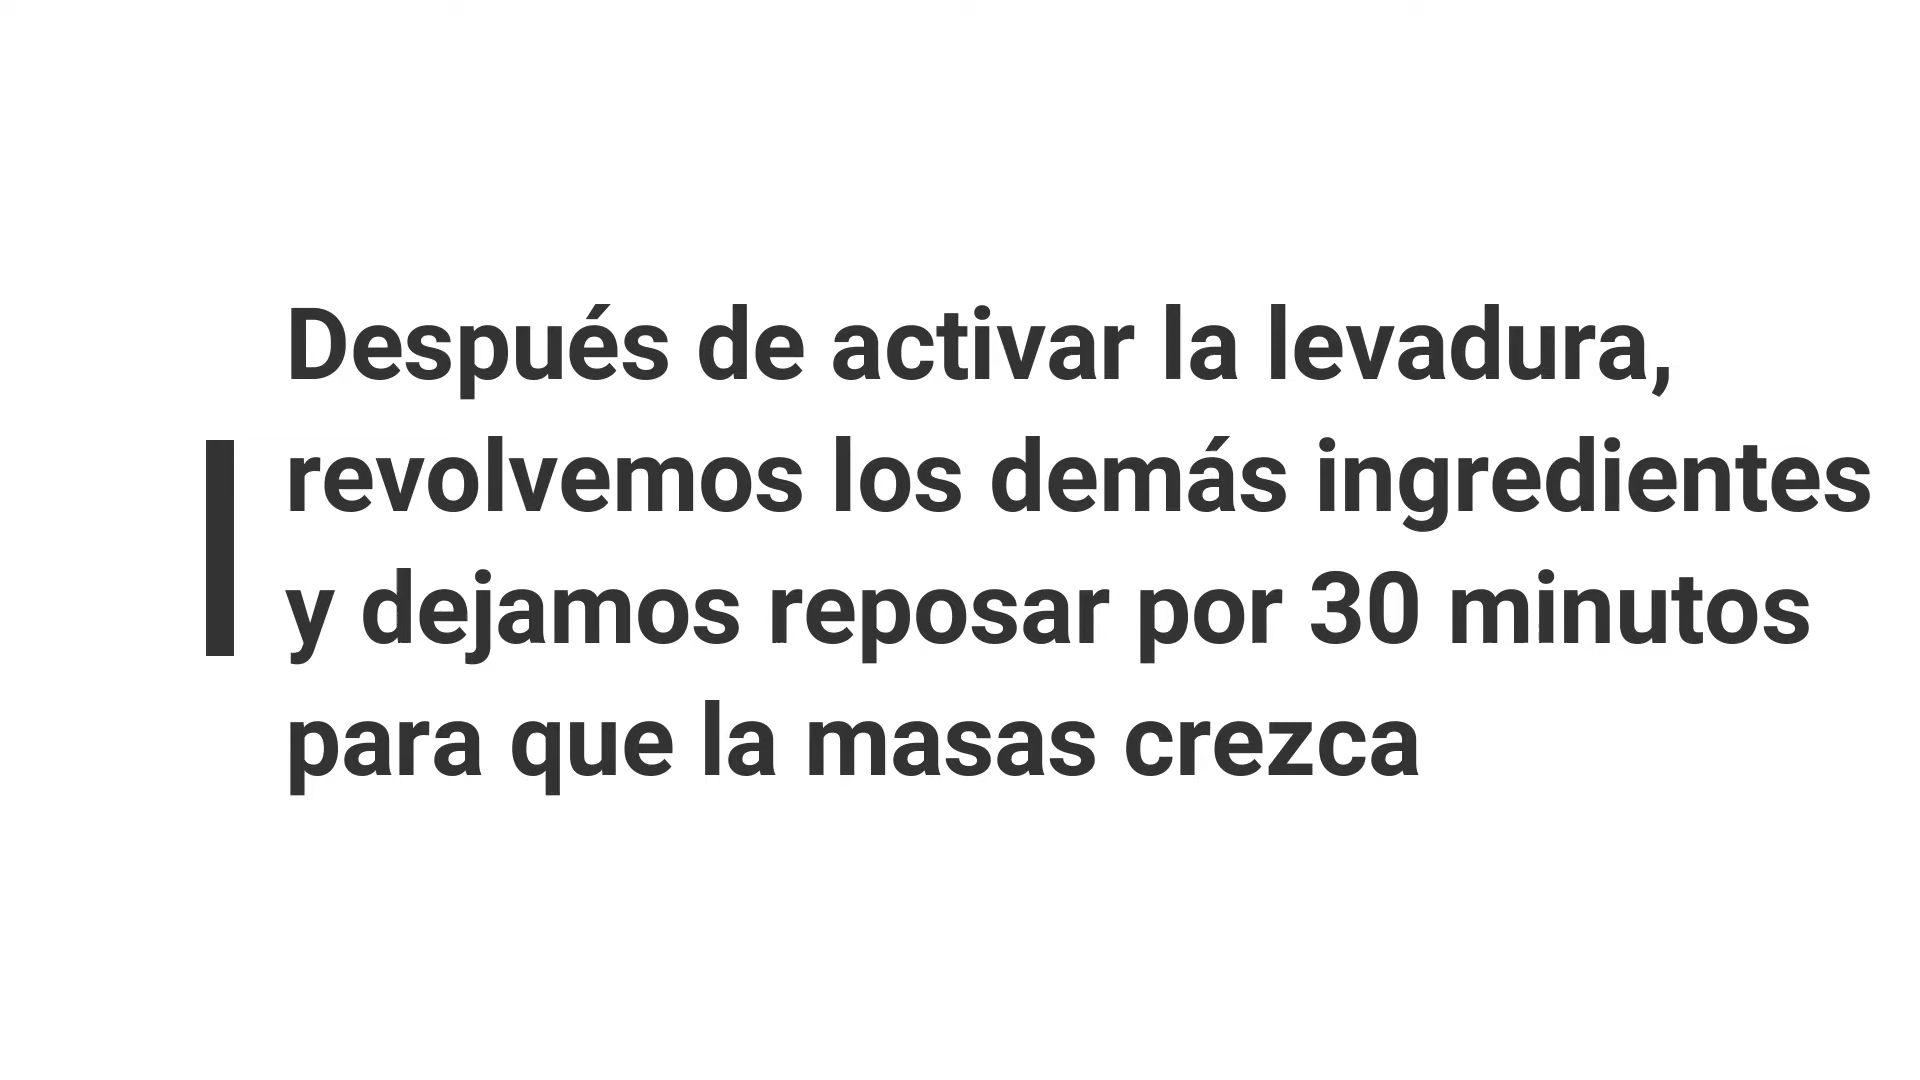 Después de activar la levadura,
revolvemos los demás ingredientes
y dejamos reposar por 30 minutos
para que la masas crezca